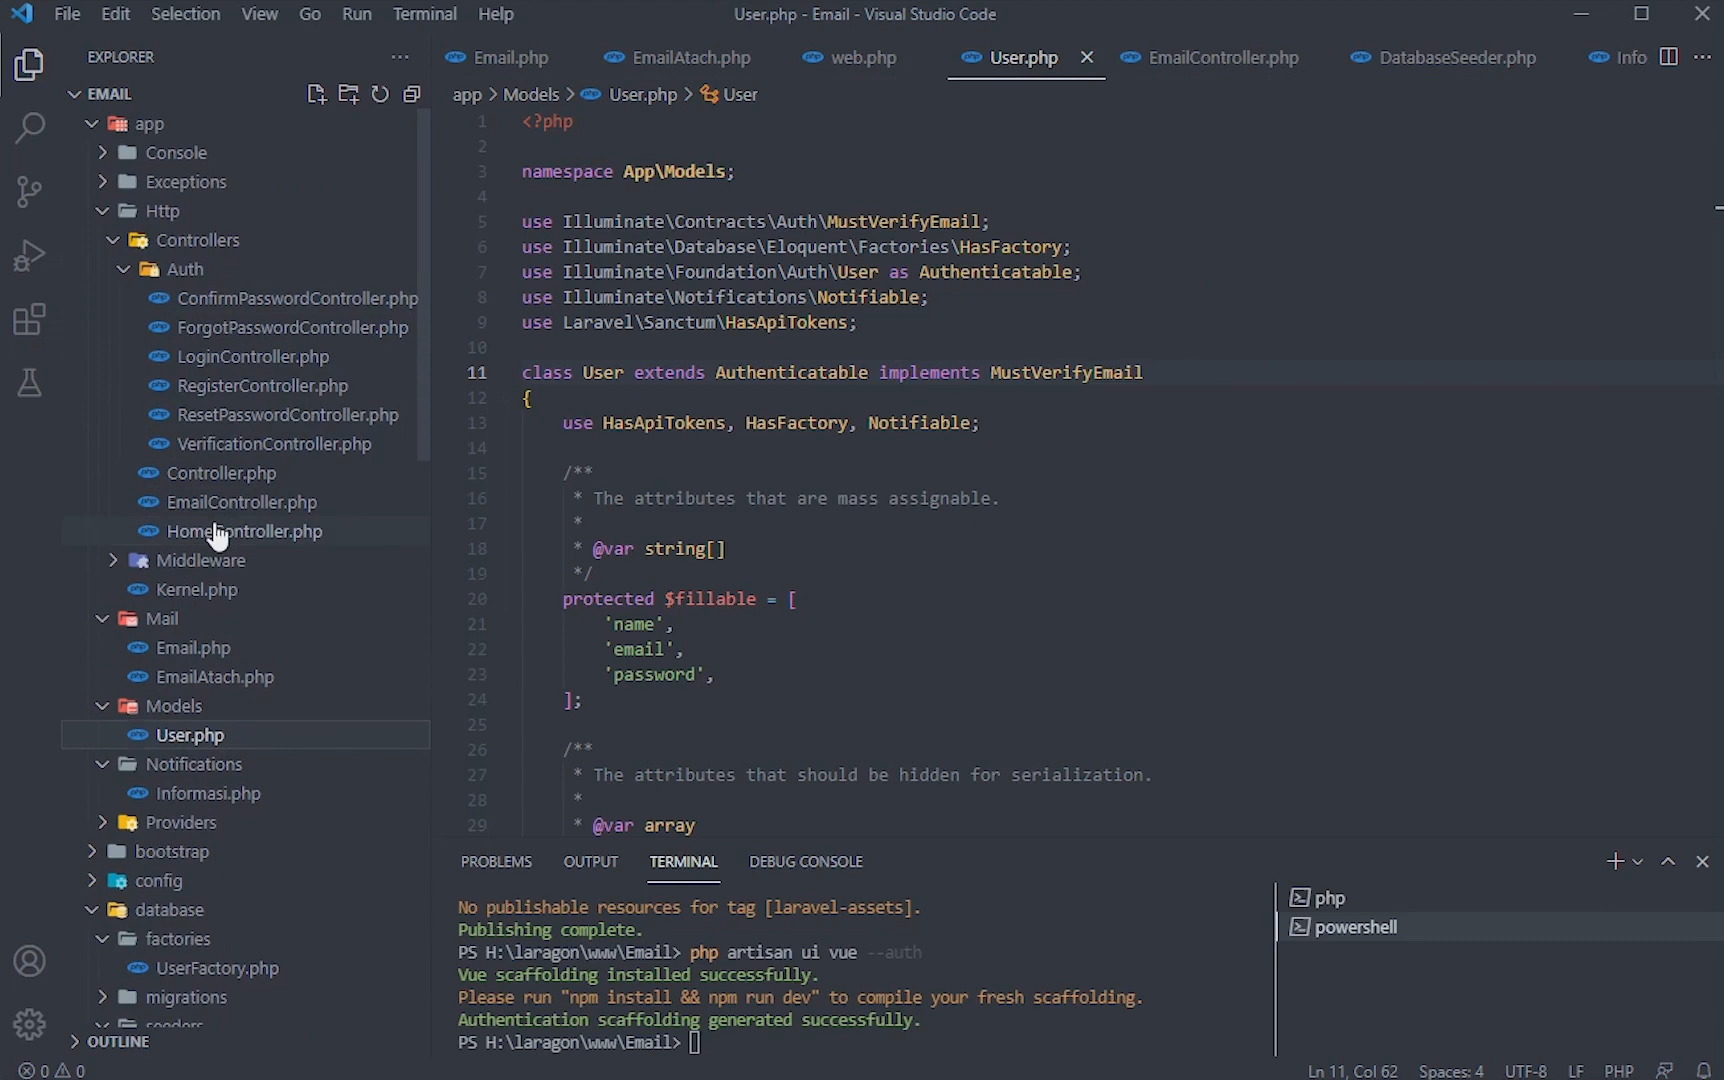 File Edit Selection View Go Run Terminal Help
User.php - Email - Visual Studio Code
EXPLORER
EMAIL
app
Console
Exceptions
Http
Controllers
Auth
ConfirmPasswordController.php
ForgotPasswordController.php
LoginController.php
RegisterController.php
ResetPasswordController.php
VerificationController.php
Controller.php
EmailController.php
HomeController.php
Middleware
Kernel.php
Mail
Email.php
EmailAtach.php
Models
User.php
Notifications
Informasi.php
Providers
bootstrap
config
database
factories
UserFactory.php
migrations
seeders
OUTLINE
Email.php EmailAtach.php web.php User.php EmailController.php DatabaseSeeder.php Info
app > Models > User.php > User
1 <?php
2
3 namespace App\Models;
4
5 use Illuminate\Contracts\Auth\MustVerifyEmail;
6 use Illuminate\Database\Eloquent\Factories\HasFactory;
7 use Illuminate\Foundation\Auth\User as Authenticatable;
8 use Illuminate\Notifications\Notifiable;
9 use Laravel\Sanctum\HasApiTokens;
10
11 class User extends Authenticatable implements MustVerifyEmail
12 {
13 use HasApiTokens, HasFactory, Notifiable;
14
15 /**
16 * The attributes that are mass assignable.
17 *
18 * @var string[]
19 */
20 protected $fillable = [
21 'name',
22 'email',
23 'password',
24 ];
25
26 /**
27 * The attributes that should be hidden for serialization.
28 *
29 * @var array
PROBLEMS OUTPUT TERMINAL DEBUG CONSOLE
No publishable resources for tag [laravel-assets].
Publishing complete.
PS H:\laragon\www\Email> php artisan ui vue --auth
Vue scaffolding installed successfully.
Please run "npm install && npm run dev" to compile your fresh scaffolding.
Authentication scaffolding generated successfully.
PS H:\laragon\www\Email>
php
powershell
0 0
Ln 11, Col 62 Spaces: 4 UTF-8 LF PHP